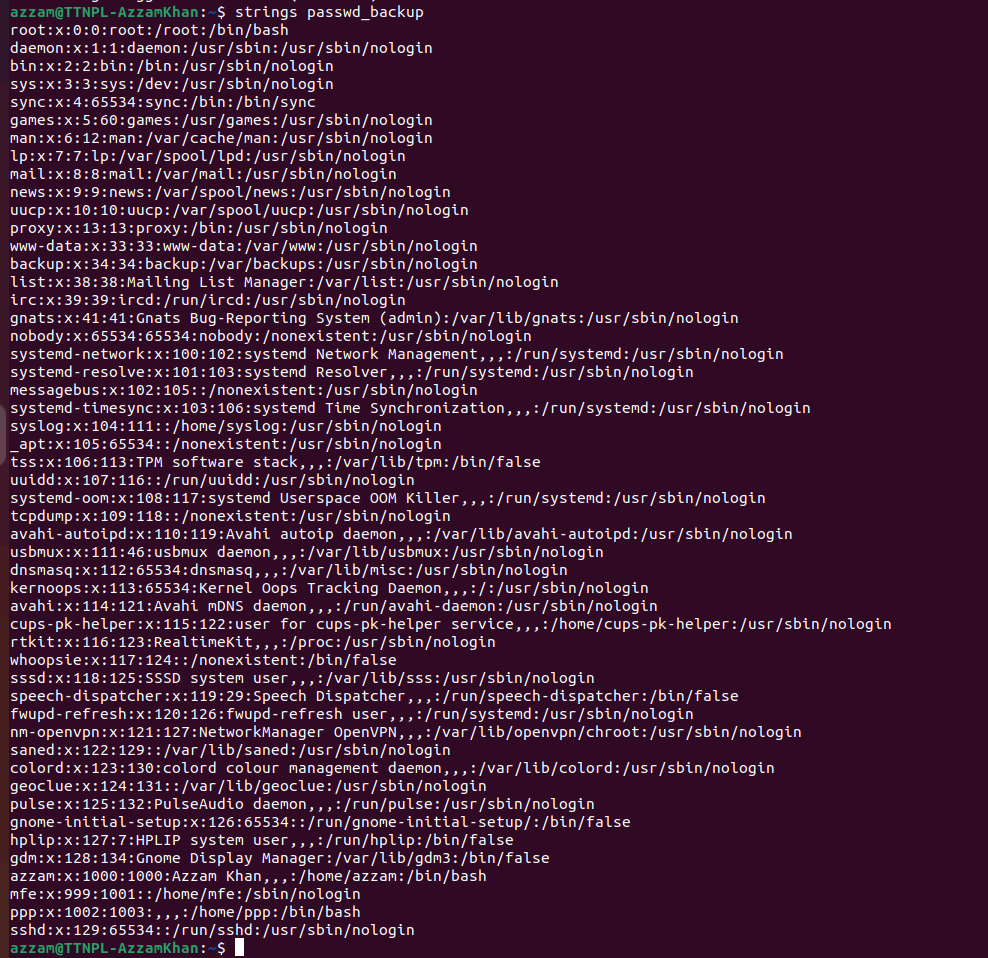 azzam@TTNPL-AzzamKhan:~$ strings passwd_backup
root:x:0:0:root:/root:/bin/bash
daemon:x:1:1:daemon:/usr/sbin:/usr/sbin/nologin
bin:x:2:2:bin:/bin:/usr/sbin/nologin
sys:x:3:3:sys:/dev:/usr/sbin/nologin
sync:x:4:65534:sync:/bin:/bin/sync
games:x:5:60:games:/usr/games:/usr/sbin/nologin
man:x:6:12:man:/var/cache/man:/usr/sbin/nologin
lp:x:7:7:lp:/var/spool/lpd:/usr/sbin/nologin
mail:x:8:8:mail:/var/mail:/usr/sbin/nologin
news:x:9:9:news:/var/spool/news:/usr/sbin/nologin
uucp:x:10:10:uucp:/var/spool/uucp:/usr/sbin/nologin
proxy:x:13:13:proxy:/bin:/usr/sbin/nologin
www-data:x:33:33:www-data:/var/www:/usr/sbin/nologin
backup:x:34:34:backup:/var/backups:/usr/sbin/nologin
list:x:38:38:Mailing List Manager:/var/list:/usr/sbin/nologin
irc:x:39:39:ircd:/run/ircd:/usr/sbin/nologin
gnats:x:41:41:Gnats Bug-Reporting System (admin):/var/lib/gnats:/usr/sbin/nologin
nobody:x:65534:65534:nobody:/nonexistent:/usr/sbin/nologin
systemd-network:x:100:102:systemd Network Management,,,:/run/systemd:/usr/sbin/nologin
systemd-resolve:x:101:103:systemd Resolver,,,:/run/systemd:/usr/sbin/nologin
messagebus:x:102:105::/nonexistent:/usr/sbin/nologin
systemd-timesync:x:103:106:systemd Time Synchronization,,,:/run/systemd:/usr/sbin/nologin
syslog:x:104:111::/home/syslog:/usr/sbin/nologin
_apt:x:105:65534::/nonexistent:/usr/sbin/nologin
tss:x:106:113:TPM software stack,,,:/var/lib/tpm:/bin/false
uuidd:x:107:116::/run/uuidd:/usr/sbin/nologin
systemd-oom:x:108:117:systemd Userspace OOM Killer,,,:/run/systemd:/usr/sbin/nologin
tcpdump:x:109:118::/nonexistent:/usr/sbin/nologin
avahi-autoipd:x:110:119:Avahi autoip daemon,,,:/var/lib/avahi-autoipd:/usr/sbin/nologin
usbmux:x:111:46:usbmux daemon,,,:/var/lib/usbmux:/usr/sbin/nologin
dnsmasq:x:112:65534:dnsmasq,,,:/var/lib/misc:/usr/sbin/nologin
kernoops:x:113:65534:Kernel Oops Tracking Daemon,,,:/:/usr/sbin/nologin
avahi:x:114:121:Avahi mDNS daemon,,,:/run/avahi-daemon:/usr/sbin/nologin
cups-pk-helper:x:115:122:user for cups-pk-helper service,,,:/home/cups-pk-helper:/usr/sbin/nologin
rtkit:x:116:123:RealtimeKit,,,:/proc:/usr/sbin/nologin
whoopsie:x:117:124::/nonexistent:/bin/false
sssd:x:118:125:SSSD system user,,,:/var/lib/sss:/usr/sbin/nologin
speech-dispatcher:x:119:29:Speech Dispatcher,,,:/run/speech-dispatcher:/bin/false
fwupd-refresh:x:120:126:fwupd-refresh user,,,:/run/systemd:/usr/sbin/nologin
nm-openvpn:x:121:127:NetworkManager OpenVPN,,,:/var/lib/openvpn/chroot:/usr/sbin/nologin
saned:x:122:129::/var/lib/saned:/usr/sbin/nologin
colord:x:123:130:colord colour management daemon,,,:/var/lib/colord:/usr/sbin/nologin
geoclue:x:124:131::/var/lib/geoclue:/usr/sbin/nologin
pulse:x:125:132:PulseAudio daemon,,,:/run/pulse:/usr/sbin/nologin
gnome-initial-setup:x:126:65534::/run/gnome-initial-setup/:/bin/false
hplip:x:127:7:HPLIP system user,,,:/run/hplip:/bin/false
gdm:x:128:134:Gnome Display Manager:/var/lib/gdm3:/bin/false
azzam:x:1000:1000:Azzam Khan,,,:/home/azzam:/bin/bash
mfe:x:999:1001::/home/mfe:/sbin/nologin
ppp:x:1002:1003:,,,:/home/ppp:/bin/bash
sshd:x:129:65534::/run/sshd:/usr/sbin/nologin
azzam@TTNPL-AzzamKhan:~$